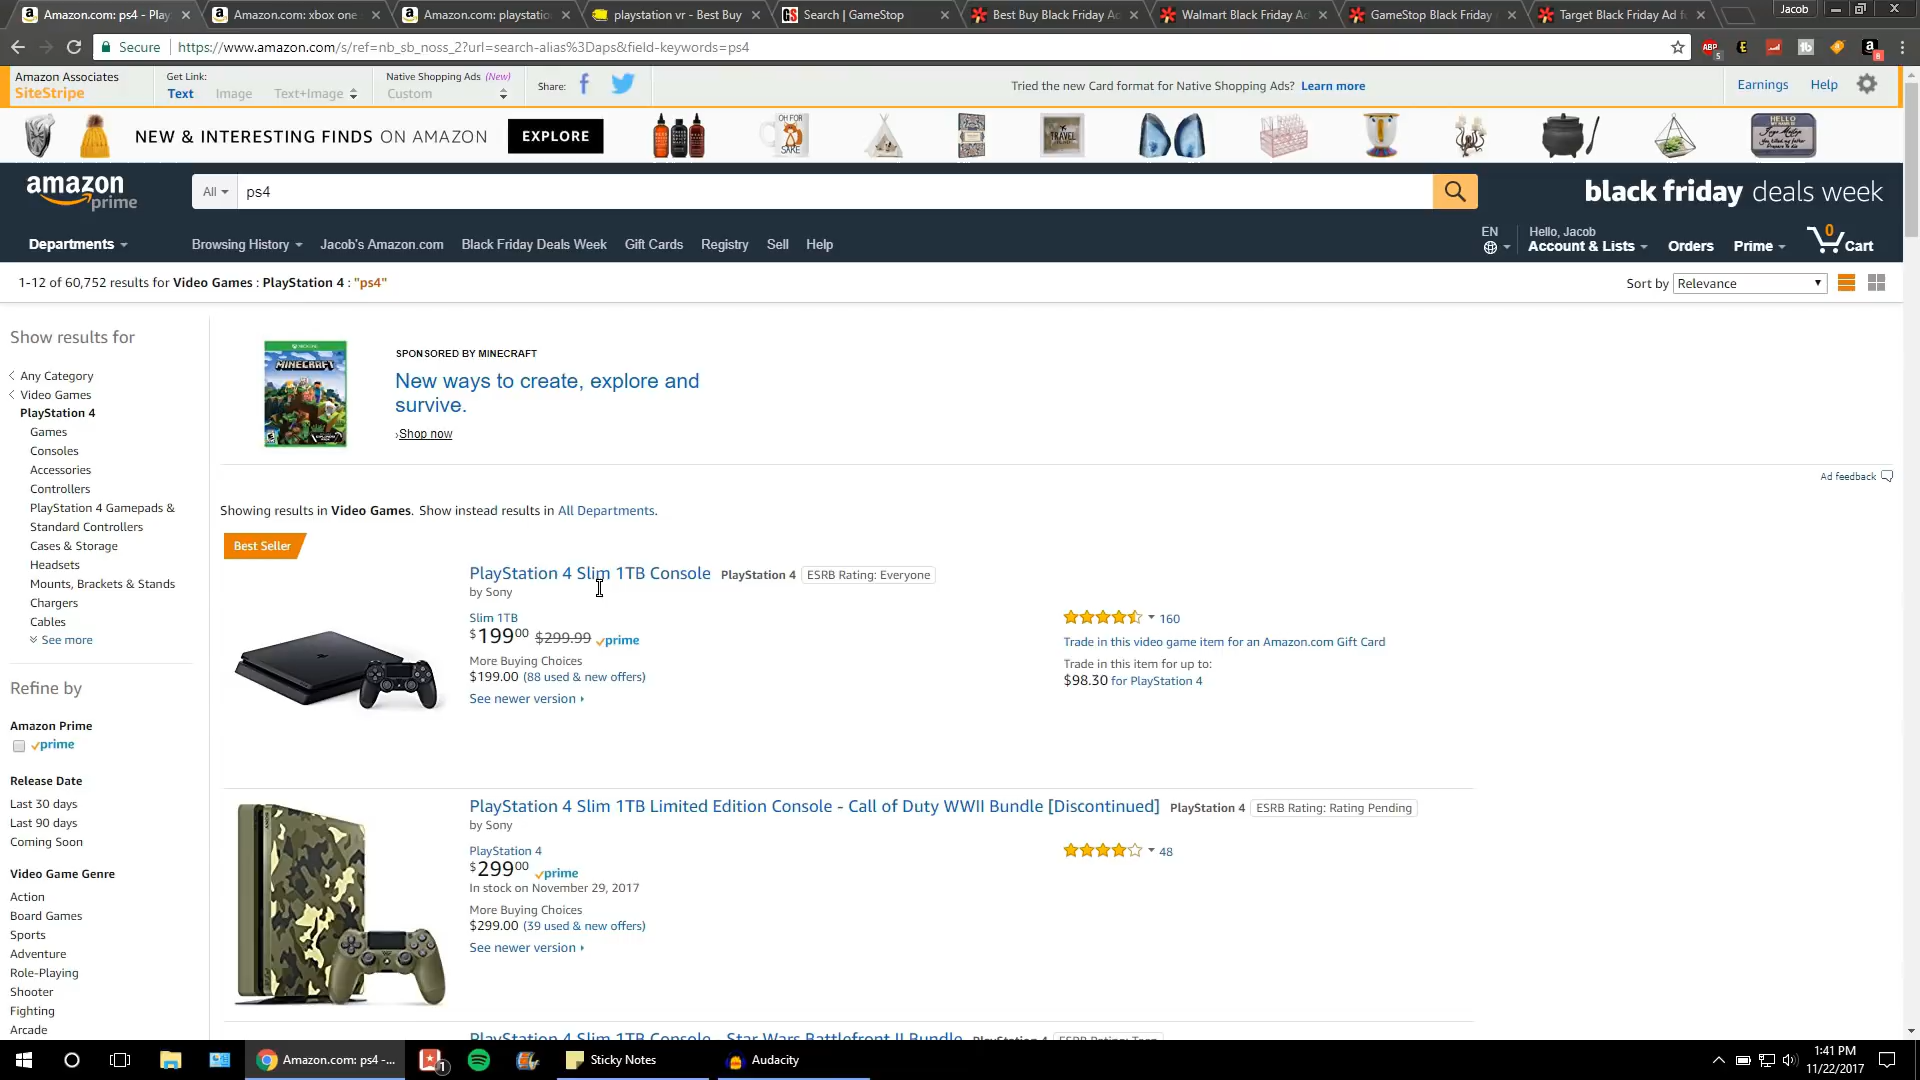 Amazon.com: ps4 - Play
Amazon.com: xbox one
Amazon.com: playstatio
playstation vr - Best Buy
Search | GameStop
Best Buy Black Friday A
Walmart Black Friday A
GameStop Black Friday
Target Black Friday Ad f
Jacob
Secure
https://www.amazon.com/s/ref=nb_sb_noss_2?url=search-alias%3Daps&field-keywords=ps4
ABP
5
8
Amazon Associates
SiteStripe
Get Link:
Text
Image
Text+Image
Native Shopping Ads (New)
Custom
Share:
Tried the new Card format for Native Shopping Ads? Learn more
Earnings
Help
NEW & INTERESTING FINDS ON AMAZON
EXPLORE
OH FOR
SAKE
TRAVEL
HELLO
amazon
prime
All
ps4
black friday deals week
Departments
Browsing History
Jacob's Amazon.com
Black Friday Deals Week
Gift Cards
Registry
Sell
Help
EN
Hello, Jacob
Account & Lists
Orders
Prime
0
Cart
1-12 of 60,752 results for Video Games : PlayStation 4 : "ps4"
Sort by
Relevance
Show results for
Any Category
Video Games
PlayStation 4
Games
Consoles
Accessories
Controllers
PlayStation 4 Gamepads &
Standard Controllers
Cases & Storage
Headsets
Mounts, Brackets & Stands
Chargers
Cables
See more
Refine by
Amazon Prime
prime
Release Date
Last 30 days
Last 90 days
Coming Soon
Video Game Genre
Action
Board Games
Sports
Adventure
Role-Playing
Shooter
Fighting
Arcade
MINECRAFT
SPONSORED BY MINECRAFT
New ways to create, explore and
survive.
›Shop now
Ad feedback
Showing results in Video Games. Show instead results in All Departments.
Best Seller
PlayStation 4 Slim 1TB Console PlayStation 4 ESRB Rating: Everyone
by Sony
Slim 1TB
$199 00 $299.99 prime
More Buying Choices
$199.00 (88 used & new offers)
See newer version
160
Trade in this video game item for an Amazon.com Gift Card
Trade in this item for up to:
$98.30 for PlayStation 4
PlayStation 4 Slim 1TB Limited Edition Console - Call of Duty WWII Bundle [Discontinued] PlayStation 4 ESRB Rating: Rating Pending
by Sony
PlayStation 4
$299 00 prime
In stock on November 29, 2017
More Buying Choices
$299.00 (39 used & new offers)
See newer version
48
PlayStation 4 Slim 1TB Console - Star Wars Battlefront II Bundle PlayStation 4 ESRB Rating: Teen
Amazon.com: ps4 -...
1
Sticky Notes
Audacity
1:41 PM
11/22/2017